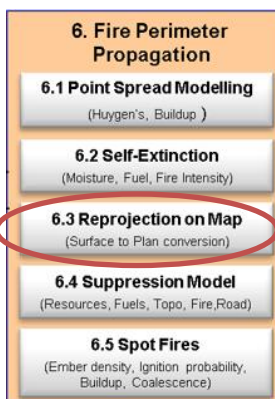 6. Fire Perimeter
Propagation
6.1 Point Spread Modelling
(Huygen's, Buildup )
6.2 Self-Extinction
(Moisture, Fuel, Fire Intensity)
6.3 Reprojection on Map
(Surface to Plan conversion)
6.4 Suppression Model
(Resources, Fuels, Topo, Fire,Road)
6.5 Spot Fires
(Ember density, Ignition probability,
Buildup, Coalescence)